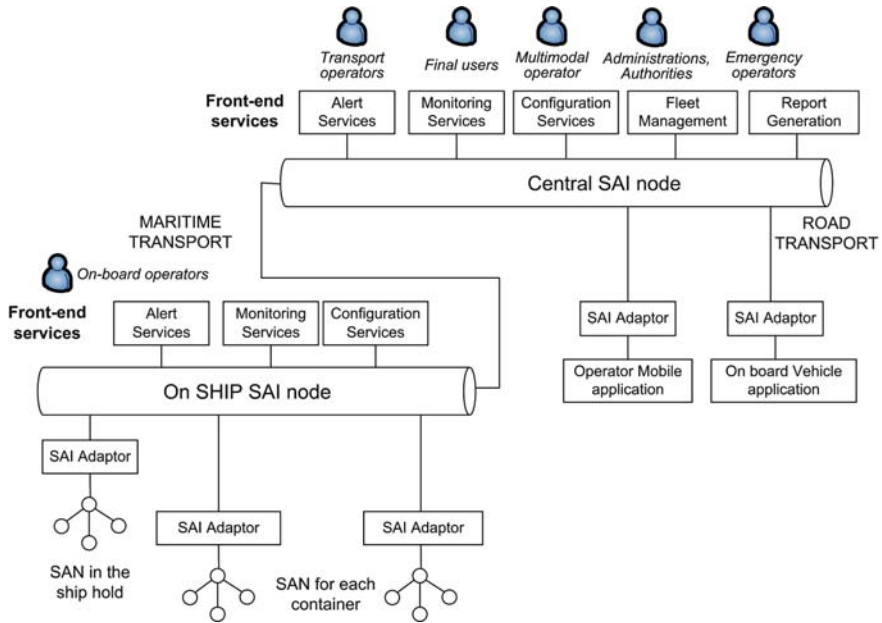 Transport
operators
Final users
Multimodal
operator
Administrations,
Authorities
Emergency
operators
Front-end
services
Alert
Services
Monitoring
Services
Configuration
Services
Fleet
Management
Report
Generation
Central SAI node
MARITIME
TRANSPORT
ROAD
TRANSPORT
On-board operators
Front-end
services
Alert
Services
Monitoring
Services
Configuration
Services
SAI Adaptor
SAI Adaptor
Operator Mobile
application
On board Vehicle
application
On SHIP SAI node
SAI Adaptor
SAI Adaptor
SAI Adaptor
SAN in the
ship hold
SAN for each
container